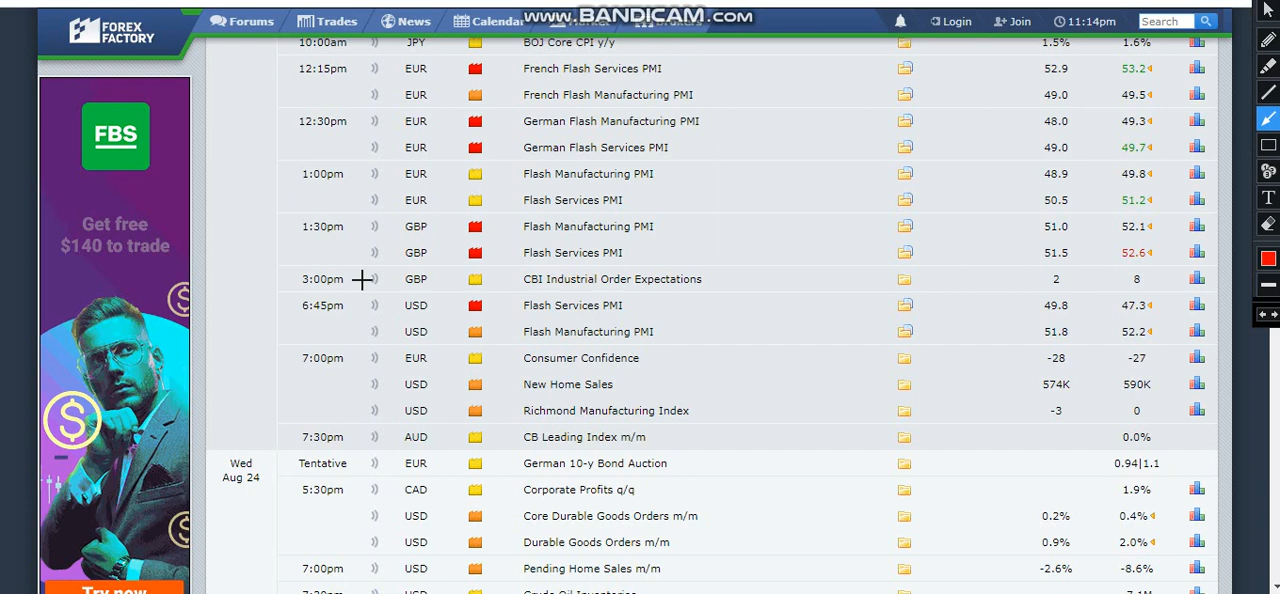 www.BANDICAM.com
FOREX
FACTORY
Forums Trades News Calendar Login Join 11:14pm Search
10:00am JPY BOJ Core CPI y/y 1.5% 1.6%
12:15pm EUR French Flash Services PMI 52.9 53.2
EUR French Flash Manufacturing PMI 49.0 49.5
12:30pm EUR German Flash Manufacturing PMI 48.0 49.3
EUR German Flash Services PMI 49.0 49.7
1:00pm EUR Flash Manufacturing PMI 48.9 49.8
EUR Flash Services PMI 50.5 51.2
1:30pm GBP Flash Manufacturing PMI 51.0 52.1
GBP Flash Services PMI 51.5 52.6
3:00pm GBP CBI Industrial Order Expectations 2 8
6:45pm USD Flash Services PMI 49.8 47.3
USD Flash Manufacturing PMI 51.8 52.2
7:00pm EUR Consumer Confidence -28 -27
USD New Home Sales 574K 590K
USD Richmond Manufacturing Index -3 0
7:30pm AUD CB Leading Index m/m 0.0%
Wed Tentative EUR German 10-y Bond Auction 0.94|1.1
Aug 24
5:30pm CAD Corporate Profits q/q 1.9%
USD Core Durable Goods Orders m/m 0.2% 0.4%
USD Durable Goods Orders m/m 0.9% 2.0%
7:00pm USD Pending Home Sales m/m -2.6% -8.6%
FBS
Get free
$140 to trade
Try now